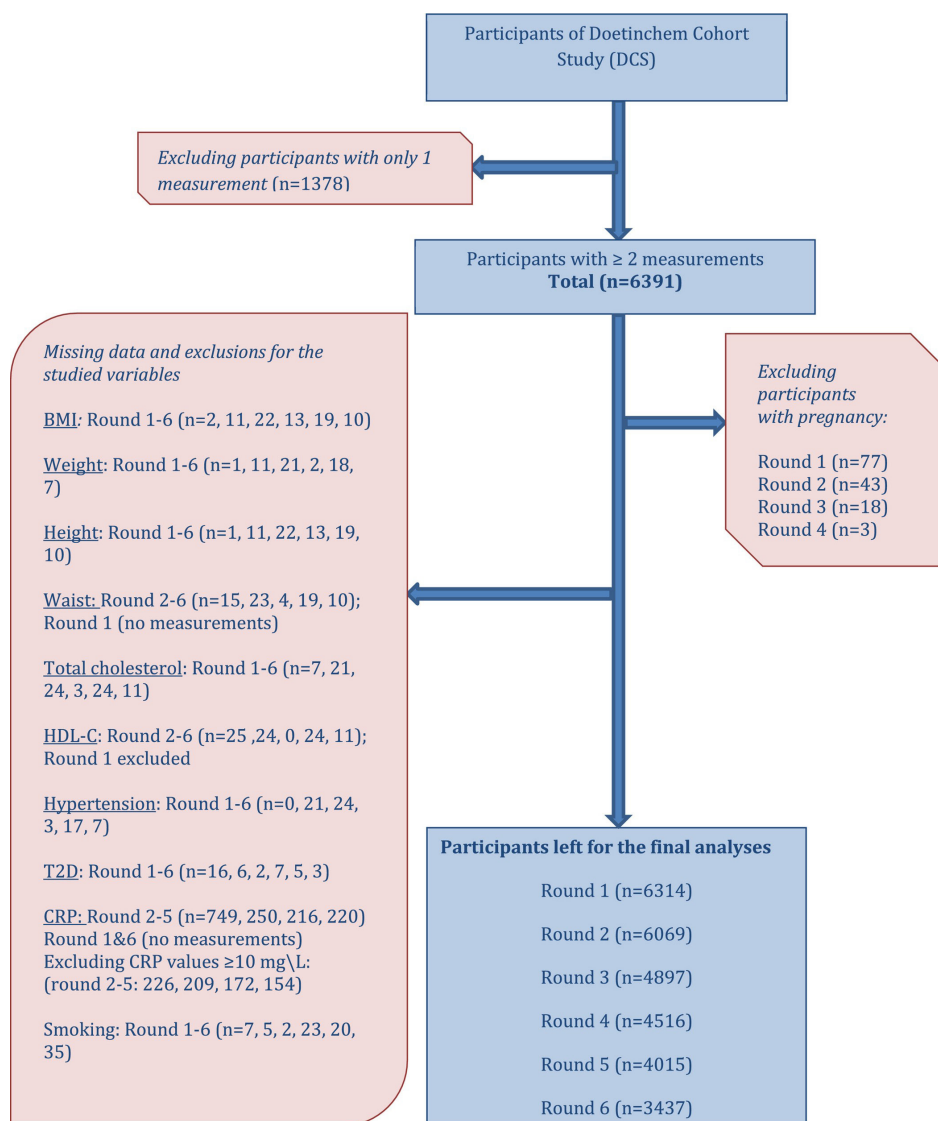 Participants of Doetinchem Cohort
Study (DCS)
Excluding participants with only 1
measurement (n=1378)
Participants with ≥ 2 measurements
Total (n=6391)
Missing data and exclusions for the
studied variables
BMI: Round 1-6 (n=2, 11, 22, 13, 19, 10)
Weight: Round 1-6 (n=1, 11, 21, 2, 18,
7)
Height: Round 1-6 (n=1, 11, 22, 13, 19,
10)
Waist: Round 2-6 (n=15, 23, 4, 19, 10);
Round 1 (no measurements)
Total cholesterol: Round 1-6 (n=7, 21,
24, 3, 24, 11)
HDL-C: Round 2-6 (n=25 ,24, 0, 24, 11);
Round 1 excluded
Hypertension: Round 1-6 (n=0, 21, 24,
3, 17, 7)
T2D: Round 1-6 (n=16, 6, 2, 7, 5, 3)
CRP: Round 2-5 (n=749, 250, 216, 220)
Round 1&6 (no measurements)
Excluding CRP values ≥10 mg\L:
(round 2-5: 226, 209, 172, 154)
Smoking: Round 1-6 (n=7, 5, 2, 23, 20,
35)
Excluding
participants
with pregnancy:
Round 1 (n=77)
Round 2 (n=43)
Round 3 (n=18)
Round 4 (n=3)
Participants left for the final analyses
Round 1 (n=6314)
Round 2 (n=6069)
Round 3 (n=4897)
Round 4 (n=4516)
Round 5 (n=4015)
Round 6 (n=3437)